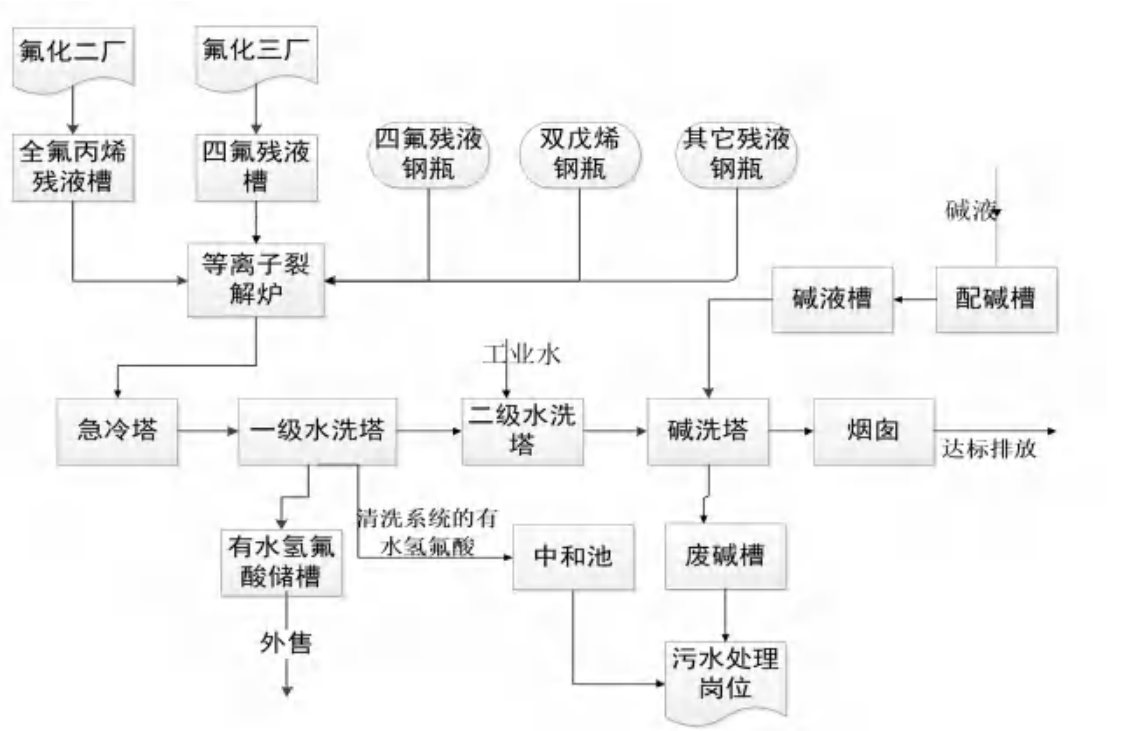 氟化二厂
氟化三厂
全氟丙烯
残液槽
四氟残液
槽
四氟残液
钢瓶
双戊烯
钢瓶
其它残液
钢瓶
碱液
等离子裂
解炉
碱液槽
配碱槽
工业水
急冷塔
一级水洗塔
二级水洗
塔
碱洗塔
烟囱
达标排放
清洗系统的有
水氢氟酸
有水氢氟
酸储槽
中和池
废碱槽
外售
污水处理
岗位